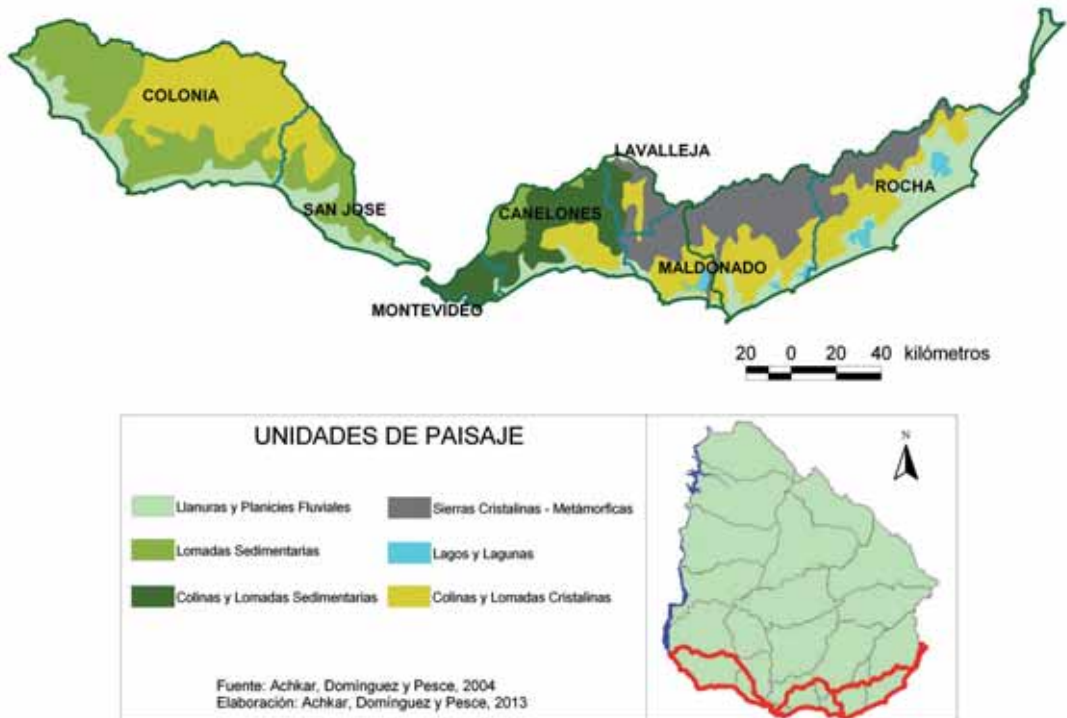 COLONIA
LAVALLEJA
ROCHA
SAN JOSE
CANELONES
MALDONADO
MONTEVIDEO
20 0 20 40 kilómetros
UNIDADES DE PAISAJE
N
Llanuras y Planicies Fluviales
Sierras Cristalinas - Metámorficas
Lomadas Sedimentarias
Lagos y Lagunas
Colinas y Lomadas Sedimentarias
Colinas y Lomadas Cristalinas
Fuente: Achkar, Domínguez y Pesce, 2004
Elaboración: Achkar, Domínguez y Pesce, 2013